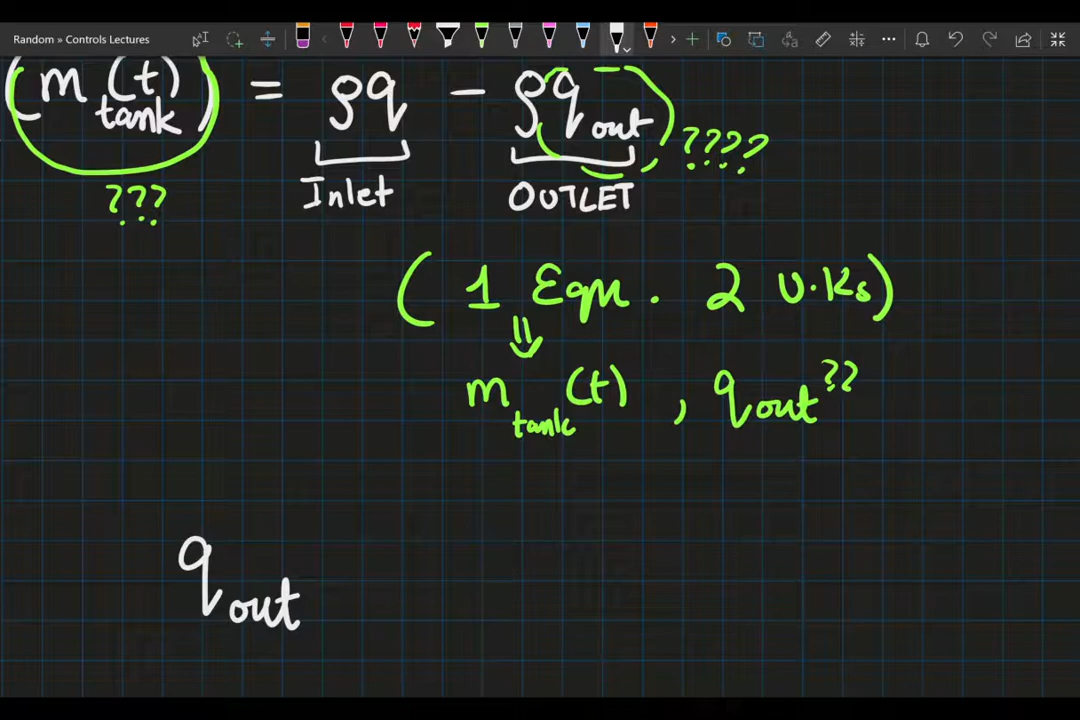 Random » Controls Lectures
(m tank (t)) = ρq - ρq out ????
??? Inlet OUTLET
( 1 Eqn. 2 U.Ks)
⇓
m tank (t) , q out ??
q out